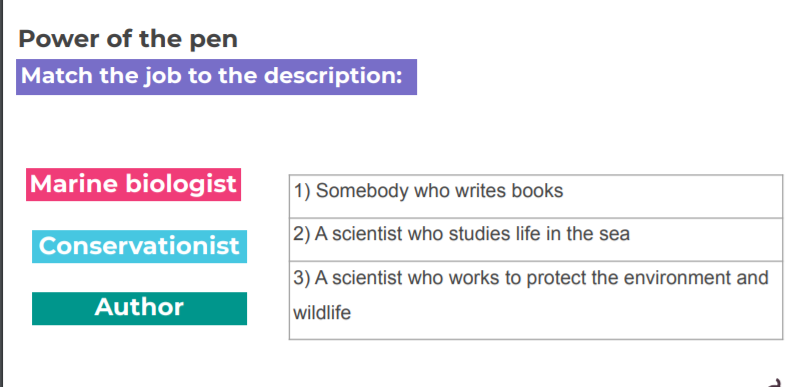 Power of the pen
Match the job to the description:
Marine biologist
Conservationist
Author
1) Somebody who writes books
2) A scientist who studies life in the sea
3) A scientist who works to protect the environment and
wildlife